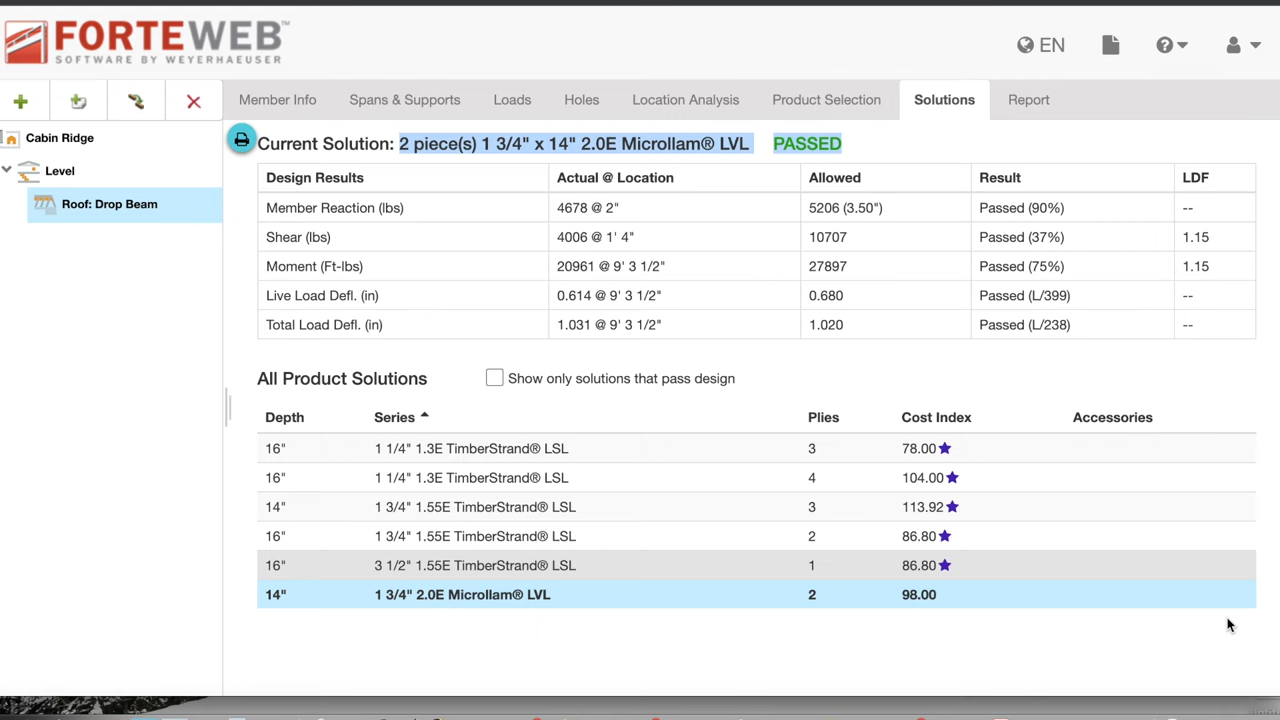 FORTEWEB™
SOFTWARE BY WEYERHAEUSER
EN
Member Info Spans & Supports Loads Holes Location Analysis Product Selection Solutions Report
Cabin Ridge
Level
Roof: Drop Beam
Current Solution: 2 piece(s) 1 3/4" x 14" 2.0E Microllam® LVL PASSED
Design Results Actual @ Location Allowed Result LDF
Member Reaction (lbs) 4678 @ 2" 5206 (3.50") Passed (90%) --
Shear (lbs) 4006 @ 1' 4" 10707 Passed (37%) 1.15
Moment (Ft-lbs) 20961 @ 9' 3 1/2" 27897 Passed (75%) 1.15
Live Load Defl. (in) 0.614 @ 9' 3 1/2" 0.680 Passed (L/399) --
Total Load Defl. (in) 1.031 @ 9' 3 1/2" 1.020 Passed (L/238) --
All Product Solutions Show only solutions that pass design
Depth Series Plies Cost Index Accessories
16" 1 1/4" 1.3E TimberStrand® LSL 3 78.00
16" 1 1/4" 1.3E TimberStrand® LSL 4 104.00
14" 1 3/4" 1.55E TimberStrand® LSL 3 113.92
16" 1 3/4" 1.55E TimberStrand® LSL 2 86.80
16" 3 1/2" 1.55E TimberStrand® LSL 1 86.80
14" 1 3/4" 2.0E Microllam® LVL 2 98.00